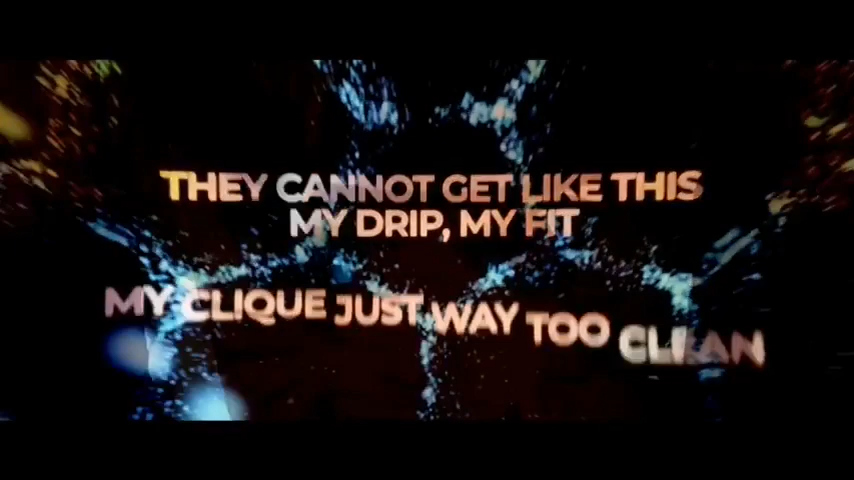 THEY CANNOT GET LIKE THIS
MY DRIP, MY FIT
MY CLIQUE JUST WAY TOO CLEAN